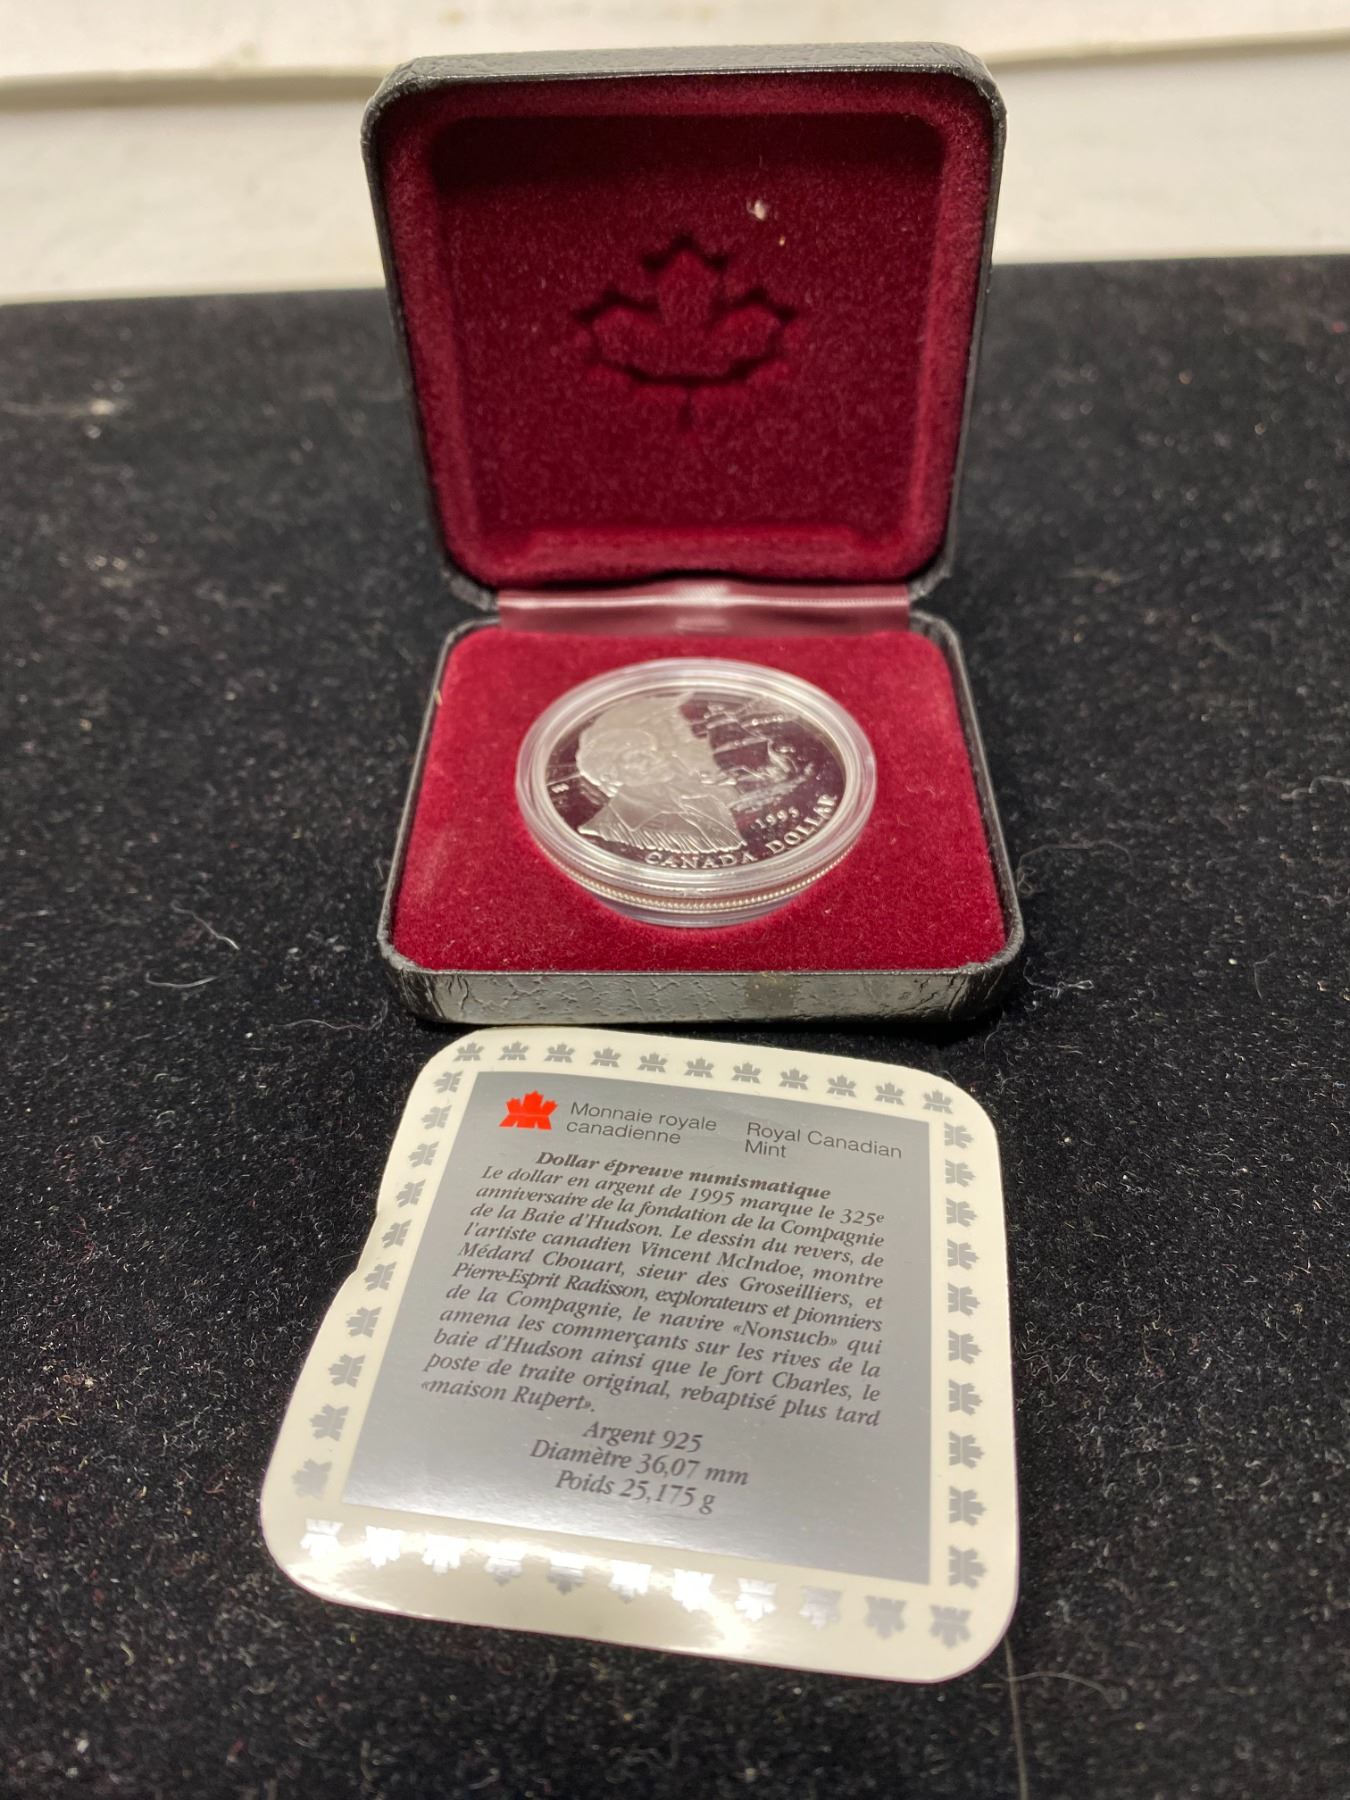 1995
CANADA DOLLAR
Monnaie royale
canadienne
Royal Canadian
Mint
Dollar épreuve numismatique
Le dollar en argent de 1995 marque le 325e
anniversaire de la fondation de la Compagnie
de la Baie d'Hudson. Le dessin du revers, de
l'artiste canadien Vincent McIndoe, montre
Médard Chouart, sieur des Groseilliers, et
Pierre-Esprit Radisson, explorateurs et pionniers
de la Compagnie, le navire «Nonsuch» qui
amena les commerçants sur les rives de la
baie d'Hudson ainsi que le fort Charles, le
poste de traite original, rebaptisé plus tard
«maison Rupert».
Argent 925
Diamètre 36,07 mm
Poids 25,175 g